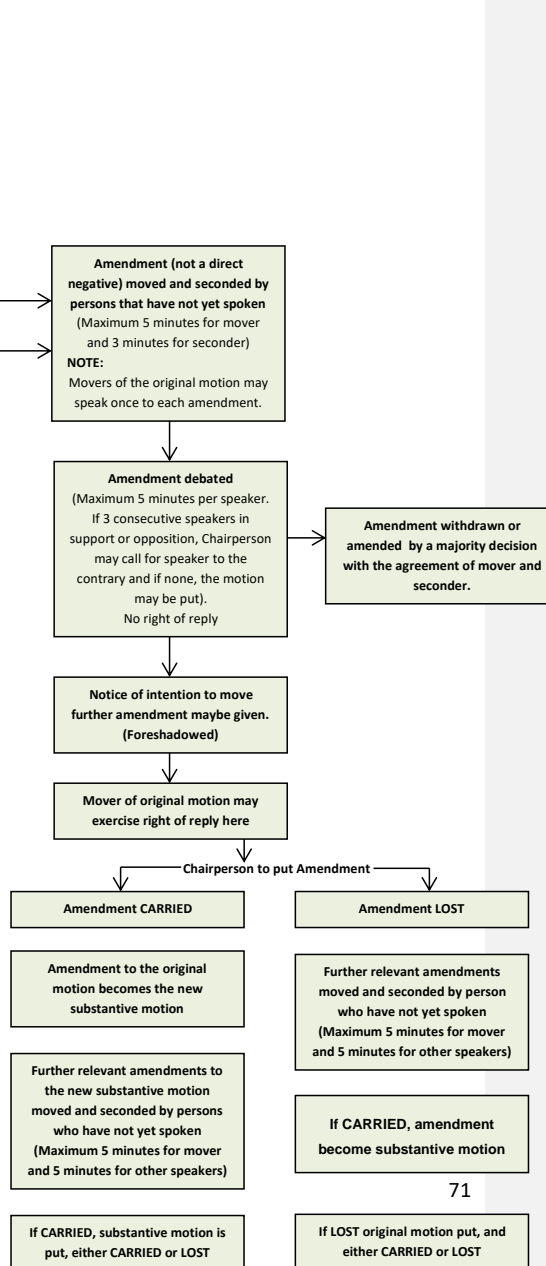 Amendment (not a direct
negative) moved and seconded by
persons that have not yet spoken
(Maximum 5 minutes for mover
and 3 minutes for seconder)
NOTE:
Movers of the original motion may
speak once to each amendment.
Amendment debated
(Maximum 5 minutes per speaker.
If 3 consecutive speakers in
support or opposition, Chairperson
may call for speaker to the
contrary and if none, the motion
may be put).
No right of reply
Amendment withdrawn or
amended by a majority decision
with the agreement of mover and
seconder.
Notice of intention to move
further amendment maybe given.
(Foreshadowed)
Mover of original motion may
exercise right of reply here
Chairperson to put Amendment
Amendment CARRIED
Amendment to the original
motion becomes the new
substantive motion
Further relevant amendments to
the new substantive motion
moved and seconded by persons
who have not yet spoken
(Maximum 5 minutes for mover
and 5 minutes for other speakers)
If CARRIED, substantive motion is
put, either CARRIED or LOST
Amendment LOST
Further relevant amendments
moved and seconded by person
who have not yet spoken
(Maximum 5 minutes for mover
and 5 minutes for other speakers)
If CARRIED, amendment
become substantive motion
71
If LOST original motion put, and
either CARRIED or LOST